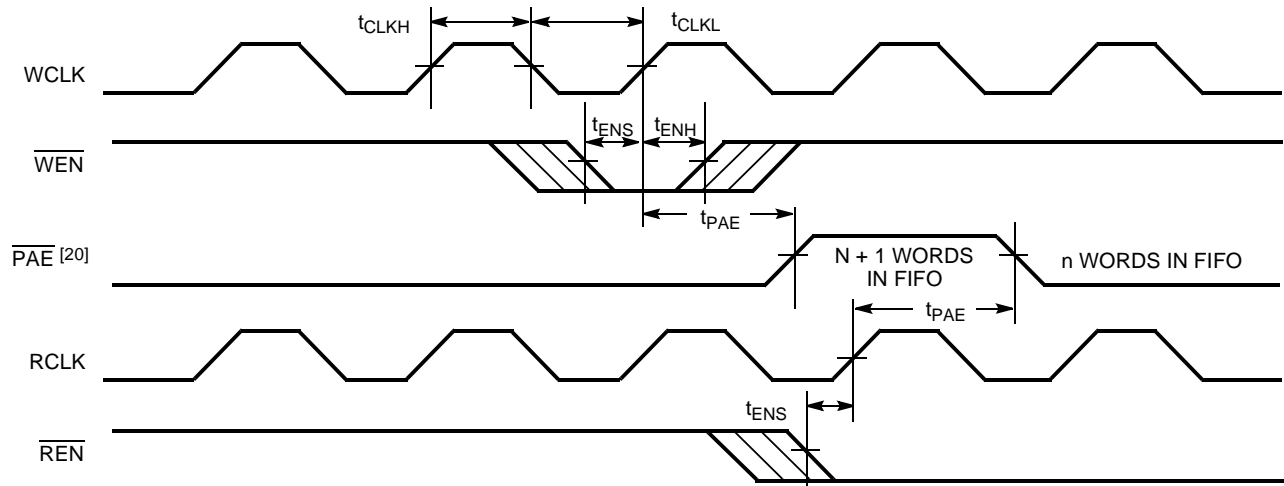 tCLKH
tCLKL
WCLK
tENS
tENH
WEN
tPAE
PAE [20]
N + 1 WORDS
IN FIFO
n WORDS IN FIFO
tPAE
RCLK
tENS
REN